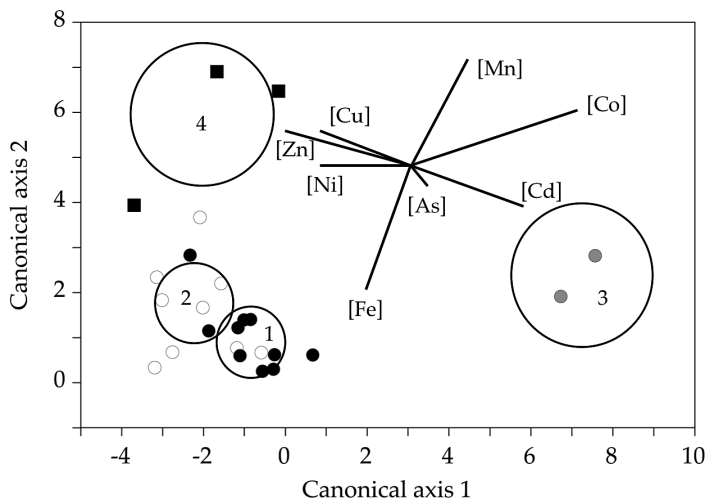 8
6
4
2
0
Canonical axis 2
-4 -2 0 2 4 6 8 10
Canonical axis 1
[Mn]
[Co]
[Cu]
[Zn]
[Ni]
[Cd]
[As]
[Fe]
4
2
1
3